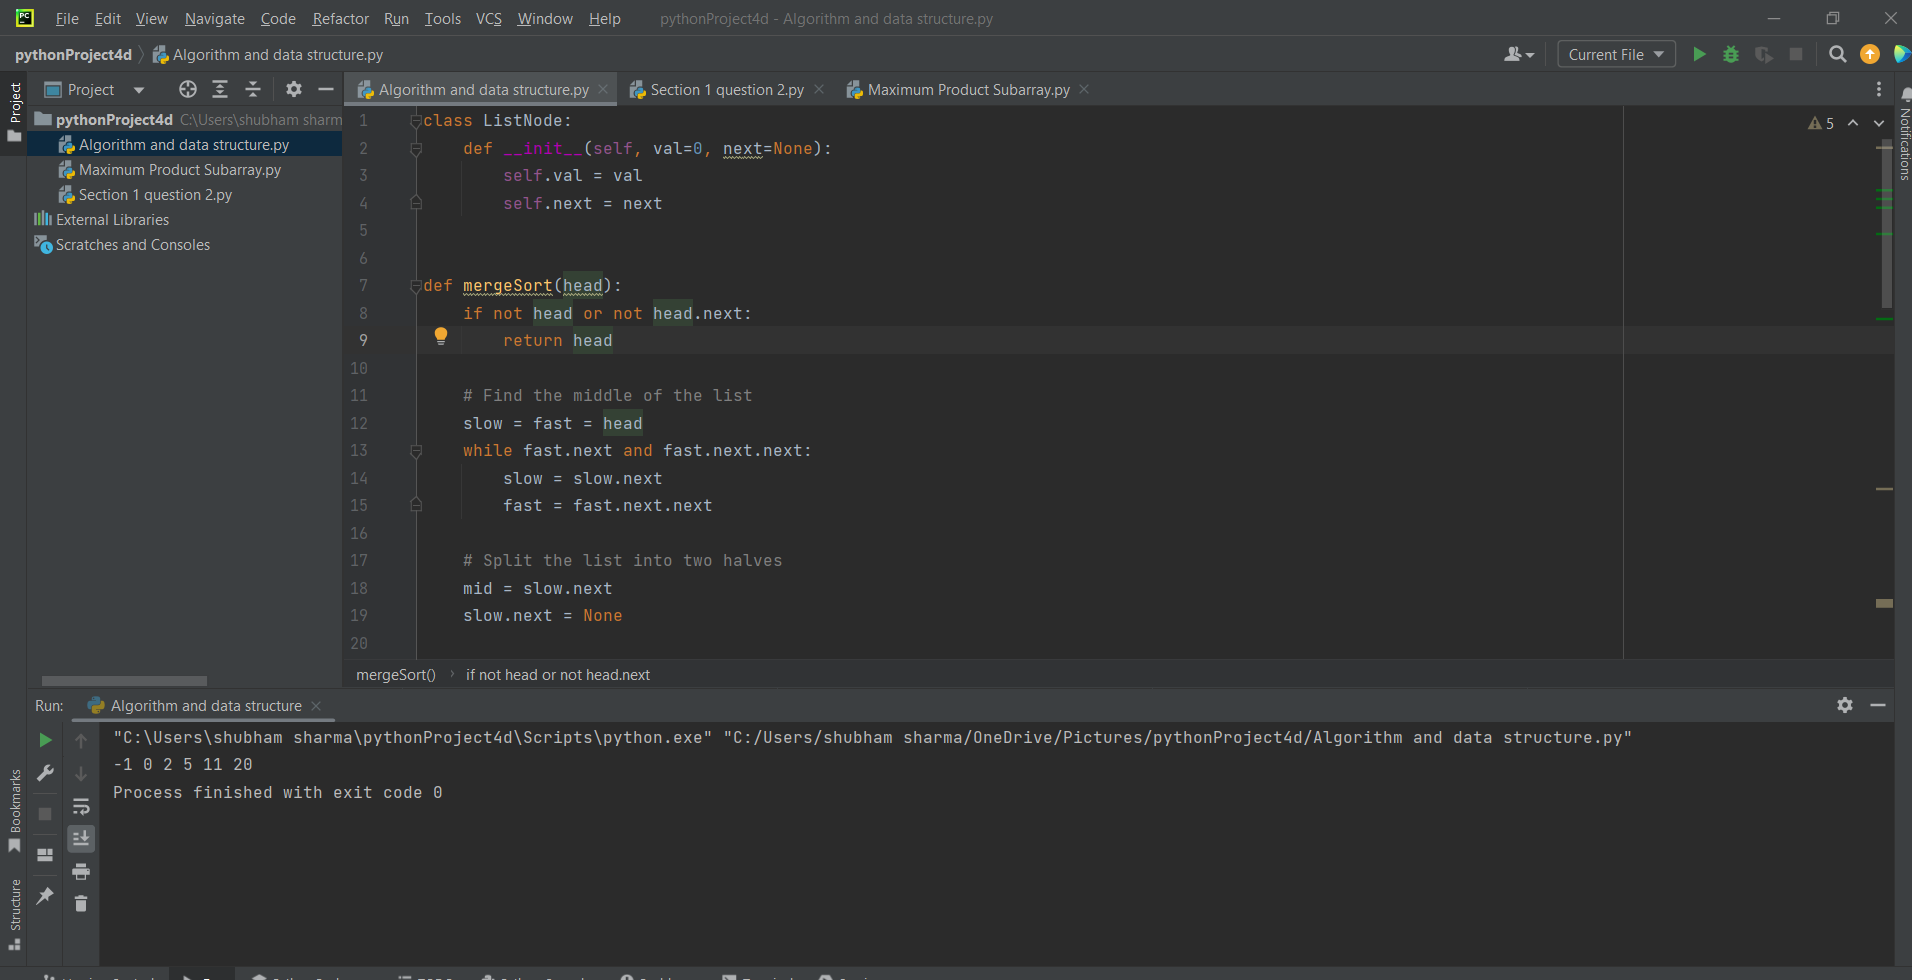 PC
File Edit View Navigate Code Refactor Run Tools VCS Window Help pythonProject4d - Algorithm and data structure.py
pythonProject4d Algorithm and data structure.py
Current File
Project
Project
Algorithm and data structure.py
Section 1 question 2.py
Maximum Product Subarray.py
Notifications
pythonProject4d C:\Users\shubham sharm
Algorithm and data structure.py
Maximum Product Subarray.py
Section 1 question 2.py
External Libraries
Scratches and Consoles
5
1 class ListNode:
2 def __init__(self, val=0, next=None):
3 self.val = val
4 self.next = next
5
6
7 def mergeSort(head):
8 if not head or not head.next:
9 return head
10
11 # Find the middle of the list
12 slow = fast = head
13 while fast.next and fast.next.next:
14 slow = slow.next
15 fast = fast.next.next
16
17 # Split the list into two halves
18 mid = slow.next
19 slow.next = None
20
mergeSort() if not head or not head.next
Run: Algorithm and data structure
"C:\Users\shubham sharma\pythonProject4d\Scripts\python.exe" "C:/Users/shubham sharma/OneDrive/Pictures/pythonProject4d/Algorithm and data structure.py"
-1 0 2 5 11 20
Process finished with exit code 0
Bookmarks
Structure